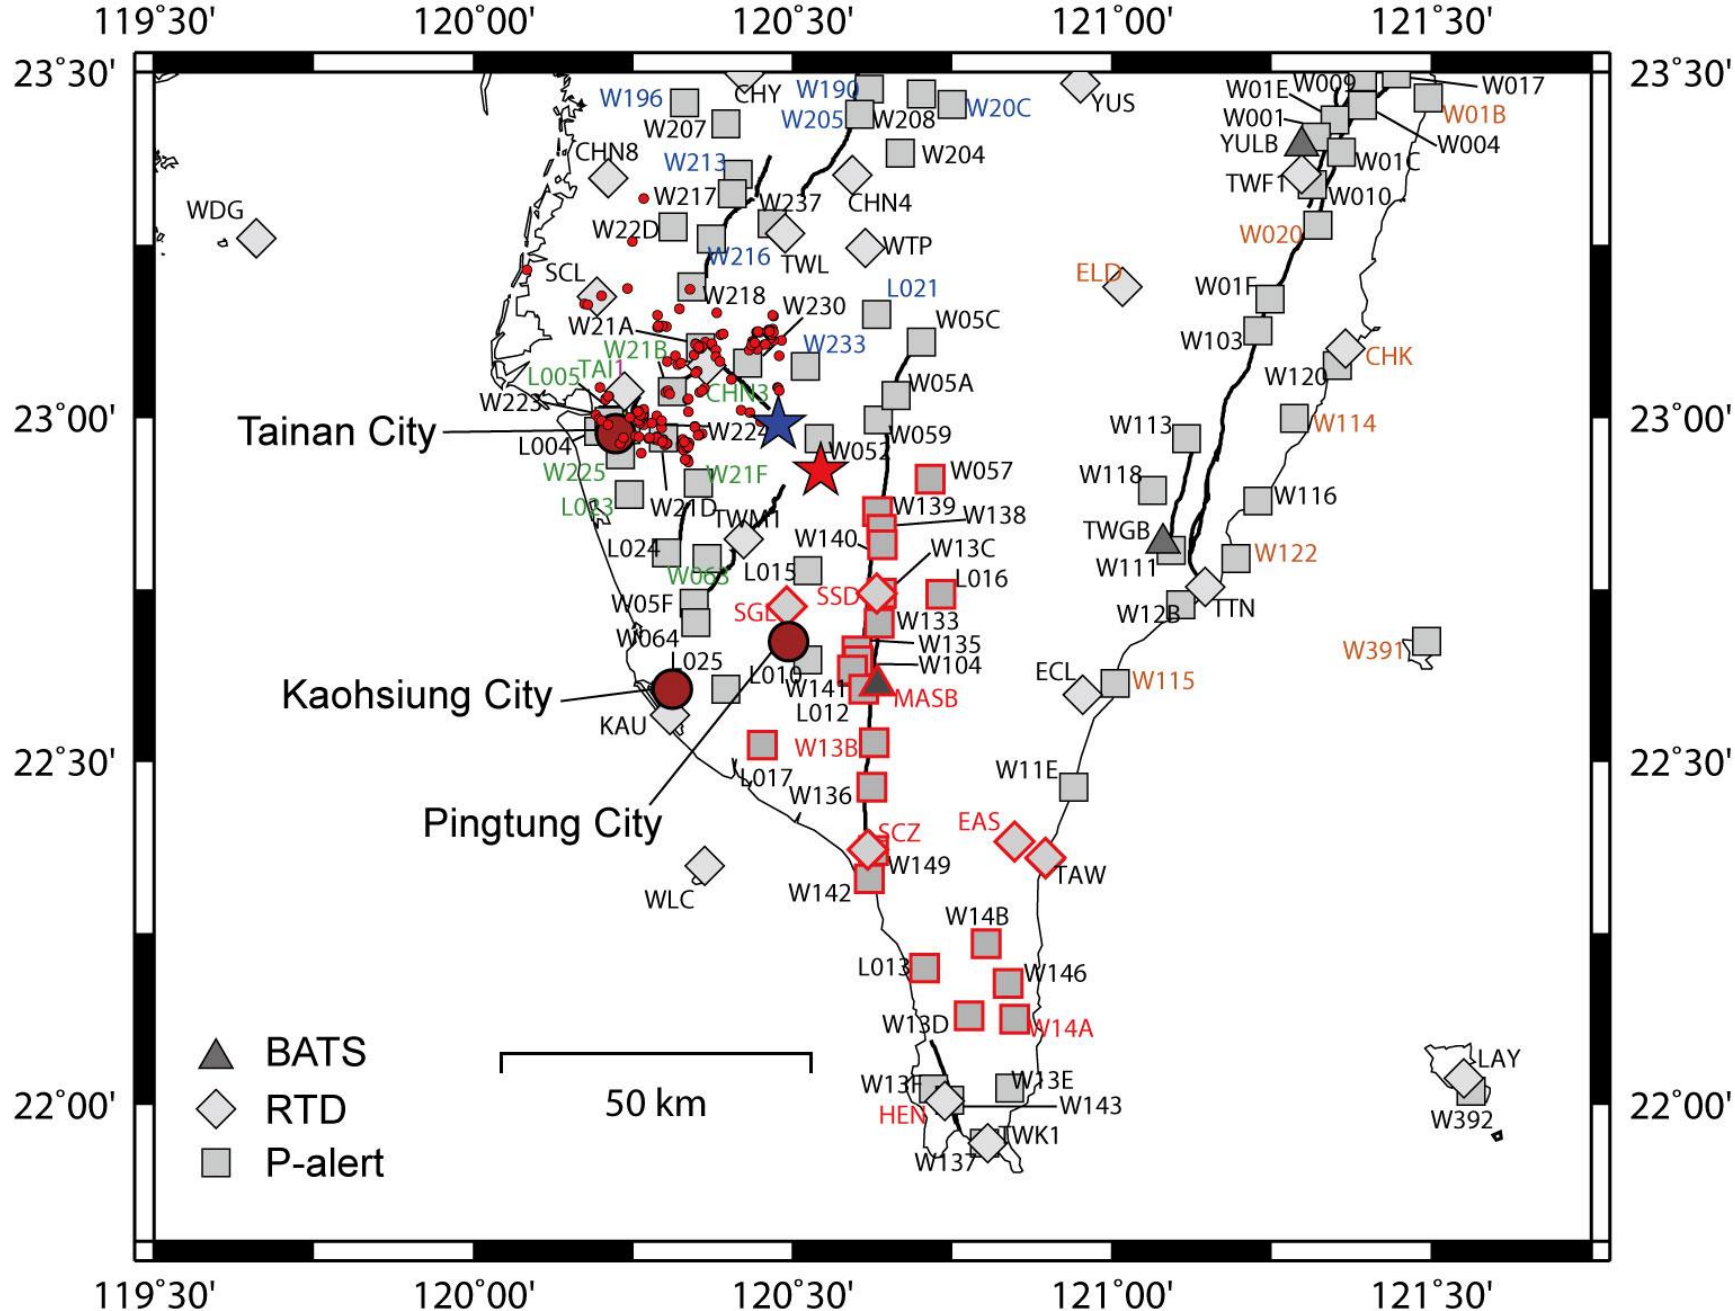 119°30' 120°00' 120°30' 121°00' 121°30'
23°30' 23°30'
CHY
YUS
W190
W009
W017
W01E
W196
W20C
W01B
W205
W208
W001
W207
W004
YULB
CHN8
W204
W213
W01C
TWF1
W217
W237
CHN4
W010
WDG
W22D
W020
WTP
W216
TWL
SCL
ELD
W218
L021
W01F
W230
W05C
W21A
W103
W21B
W233
CHK
TAI1
L005
W120
W05A
CHN3
W223
23°00' 23°00'
Tainan City
W114
W113
W224
W059
L004
W052
W225
W21F
W057
W118
W116
L023
W21D
W139
TWM1
W138
TWGB
W140
L024
W13C
W122
W111
L015
W063
L016
SSD
W05F
SGL
TTN
W12B
W133
W064
W135
W391
L025
W104
L010
ECL
W115
W141
Kaohsiung City
MASB
L012
KAU
W13B
22°30' 22°30'
W11E
L017
W136
Pingtung City
EAS
SCZ
W149
TAW
W142
WLC
W14B
L013
W146
W13D
W14A
BATS
LAY
W13F
W13E
50 km
RTD
22°00' 22°00'
HEN
W143
W392
TWK1
P-alert
W137
119°30' 120°00' 120°30' 121°00' 121°30'